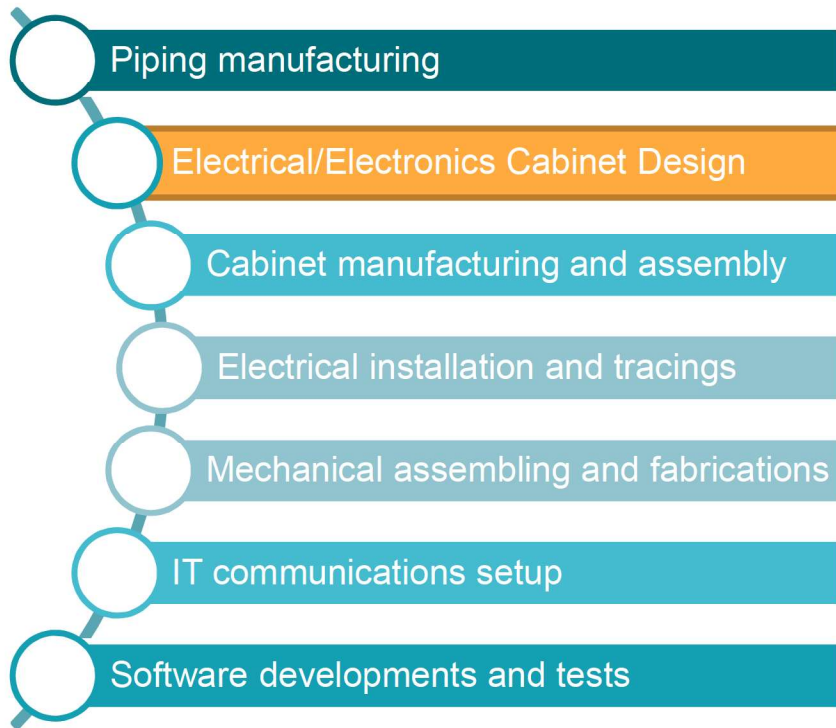 Piping manufacturing
Electrical/Electronics Cabinet Design
Cabinet manufacturing and assembly
Electrical installation and tracings
Mechanical assembling and fabrications
IT communications setup
Software developments and tests